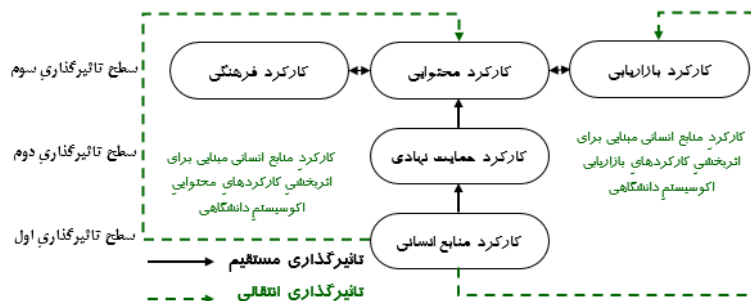 سطح تاثیرگذاریِ سوم
کارکرد بازاریابی
کارکرد محتوایی
کارکرد فرهنگی
سطح تاثیرگذاریِ دوم
کارکرد حمایت نهادی
کارکردِ منابع انسانی مبنایی برای
اثربخشیِ کارکردهایِ بازاریابی
اکوسیستمِ دانشگاهی
کارکردِ منابع انسانی مبنایی برای
اثربخشیِ کارکردهایِ محتواییِ
اکوسیستمِ دانشگاهی
سطح تاثیرگذاریِ اول
کارکرد منابع انسانی
تاثیرگذاری مستقیم
تاثیرگذاری انتقالی